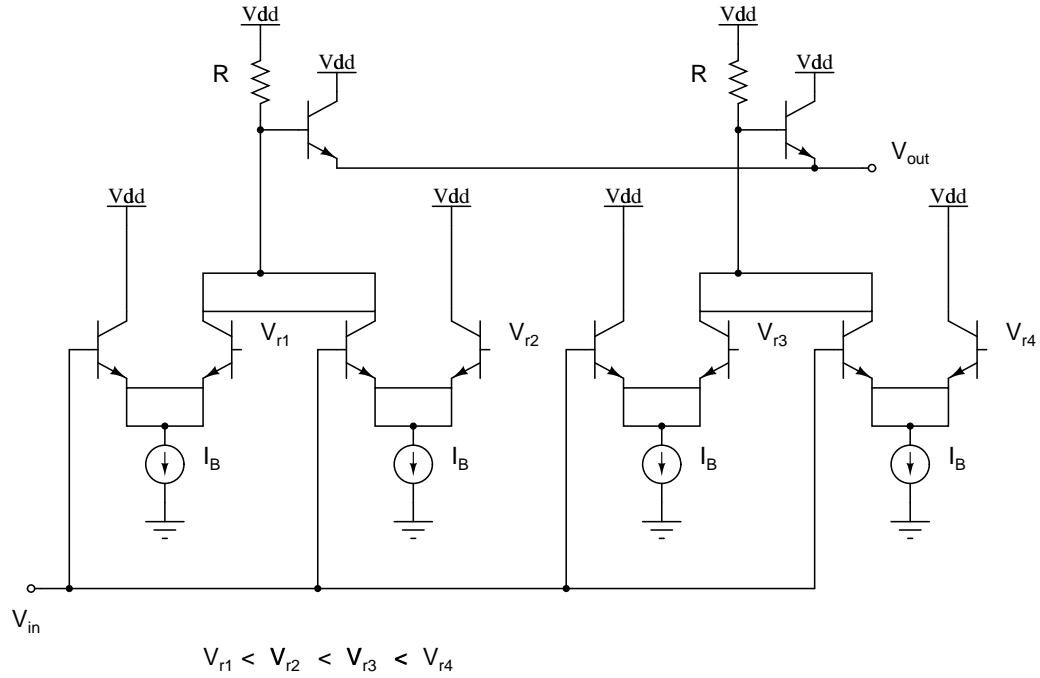 Vdd Vdd
R Vdd R Vdd
Vout
Vdd Vdd Vdd Vdd
Vr1 Vr2 Vr3 Vr4
IB IB IB IB
Vin
Vr1 < Vr2 < Vr3 < Vr4